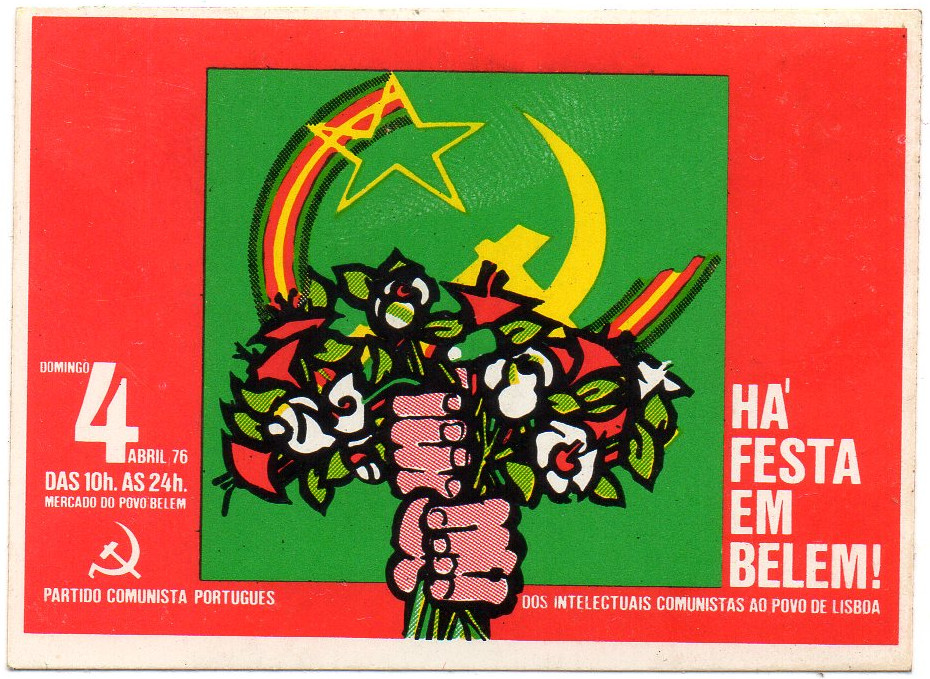 DOMINGO
4
ABRIL 76
DAS 10h. AS 24h.
MERCADO DO POVO BELEM
PARTIDO COMUNISTA PORTUGUES
HA'
FESTA
EM
BELEM!
DOS INTELECTUAIS COMUNISTAS AO POVO DE LISBOA